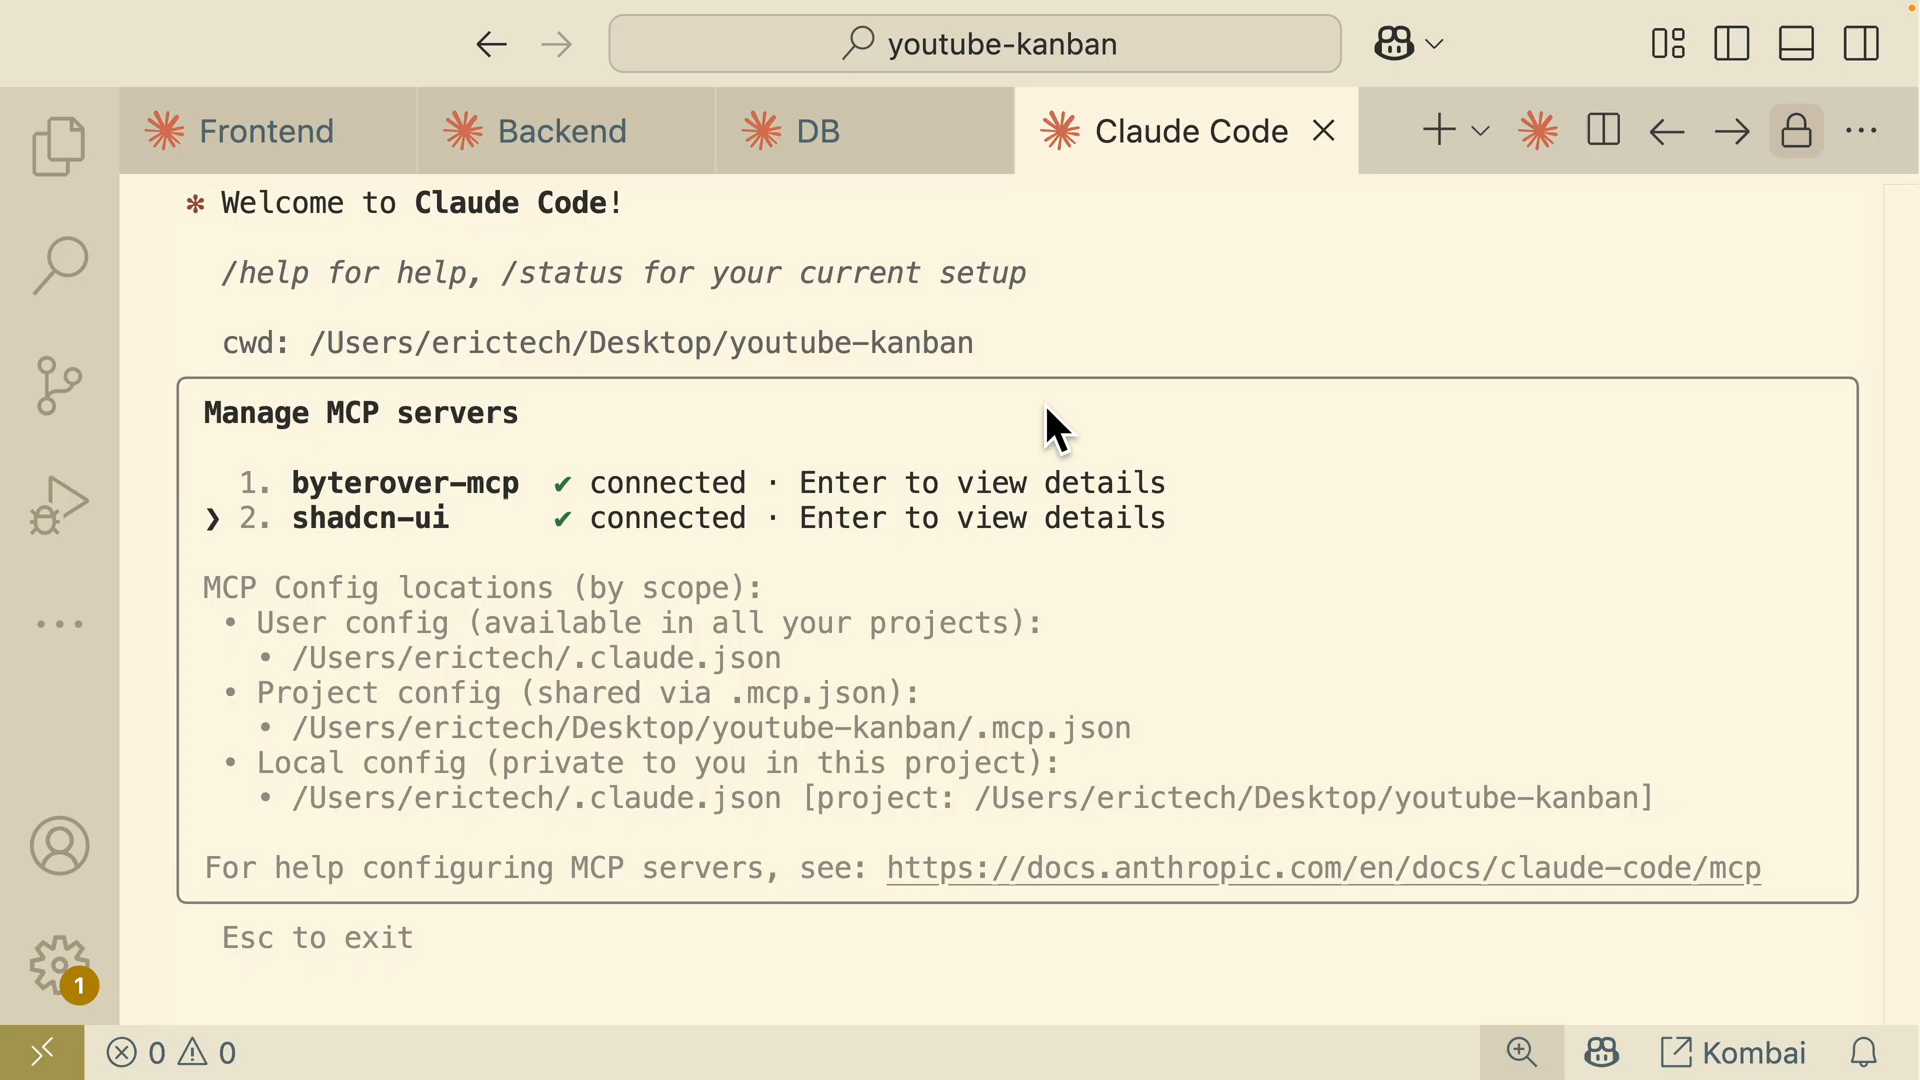 youtube-kanban
Frontend
Backend
DB
Claude Code
* Welcome to Claude Code!
/help for help, /status for your current setup
cwd: /Users/erictech/Desktop/youtube-kanban
Manage MCP servers
1. byterover-mcp ✔ connected · Enter to view details
❯ 2. shadcn-ui ✔ connected · Enter to view details
MCP Config locations (by scope):
• User config (available in all your projects):
• /Users/erictech/.claude.json
• Project config (shared via .mcp.json):
• /Users/erictech/Desktop/youtube-kanban/.mcp.json
• Local config (private to you in this project):
• /Users/erictech/.claude.json [project: /Users/erictech/Desktop/youtube-kanban]
For help configuring MCP servers, see: https://docs.anthropic.com/en/docs/claude-code/mcp
Esc to exit
1
0 0
Kombai